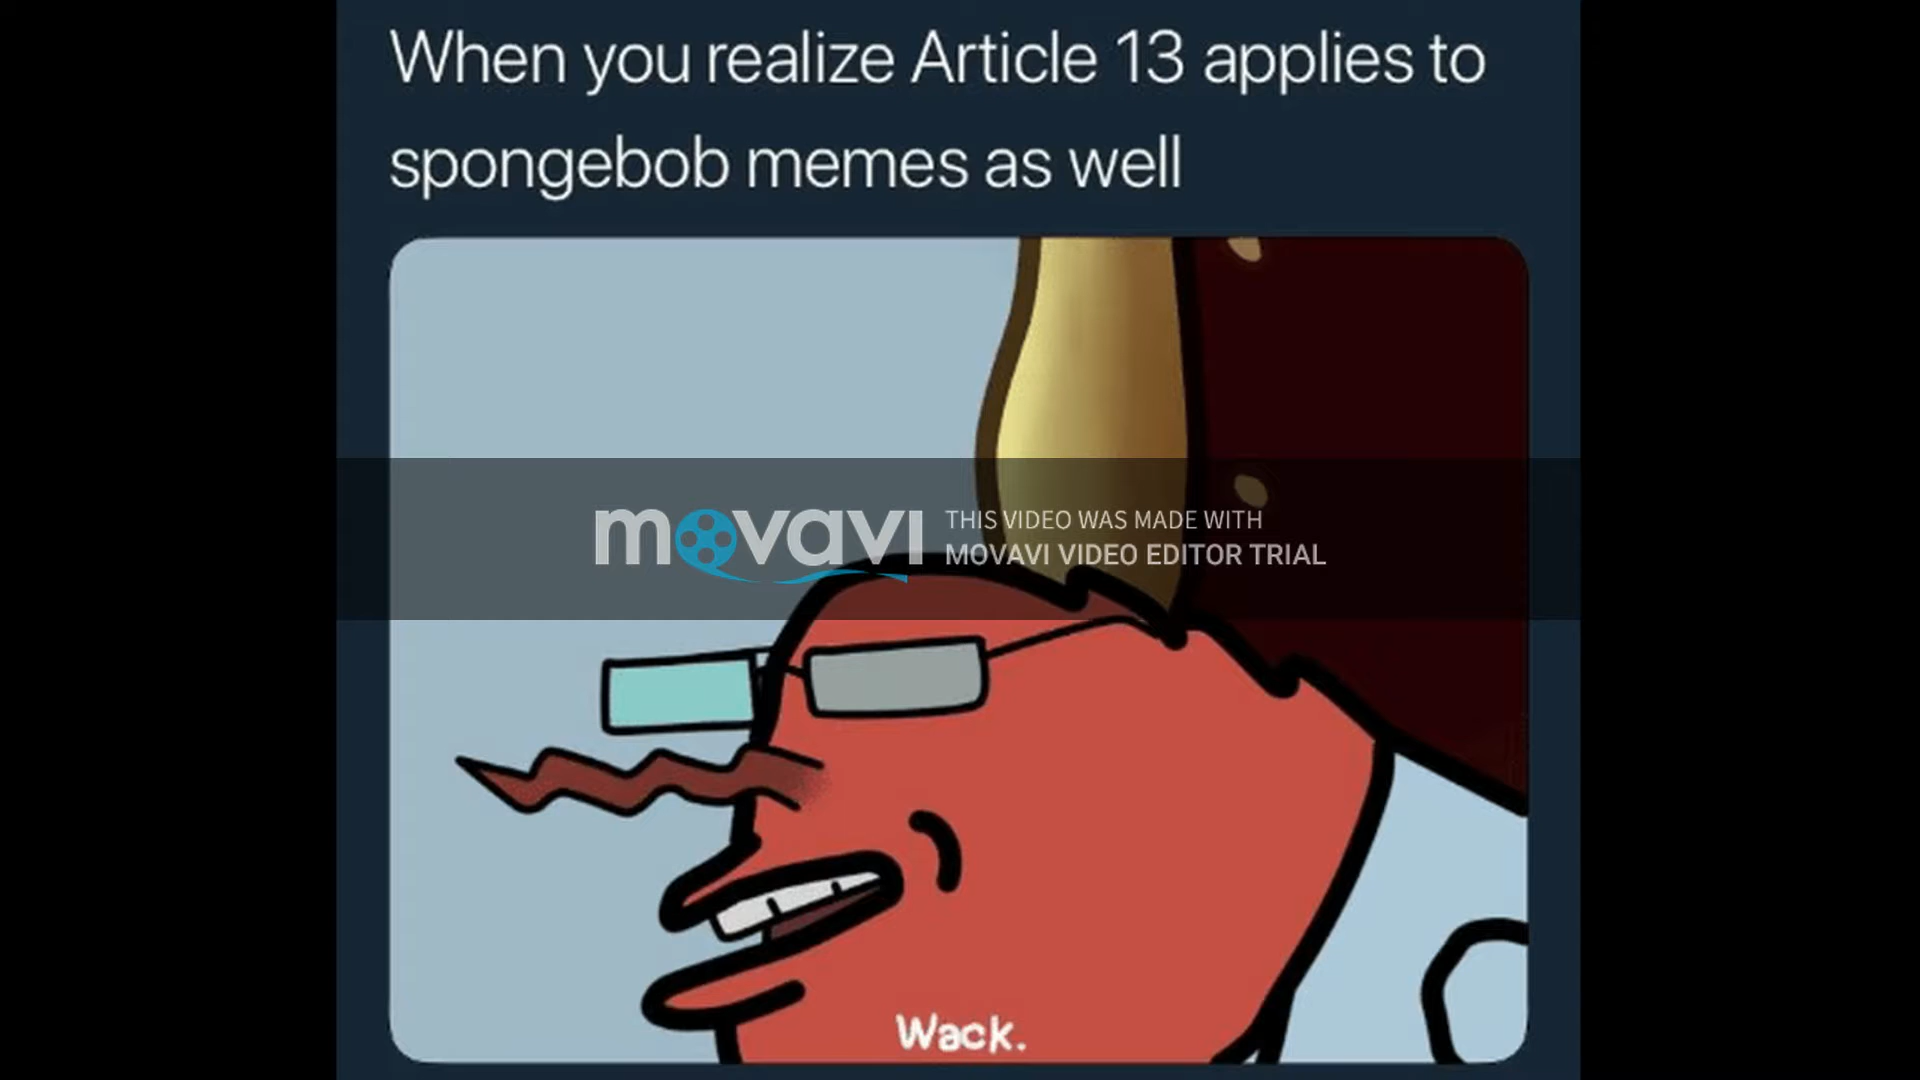 When you realize Article 13 applies to
spongebob memes as well
movavi
THIS VIDEO WAS MADE WITH
MOVAVI VIDEO EDITOR TRIAL
Wack.